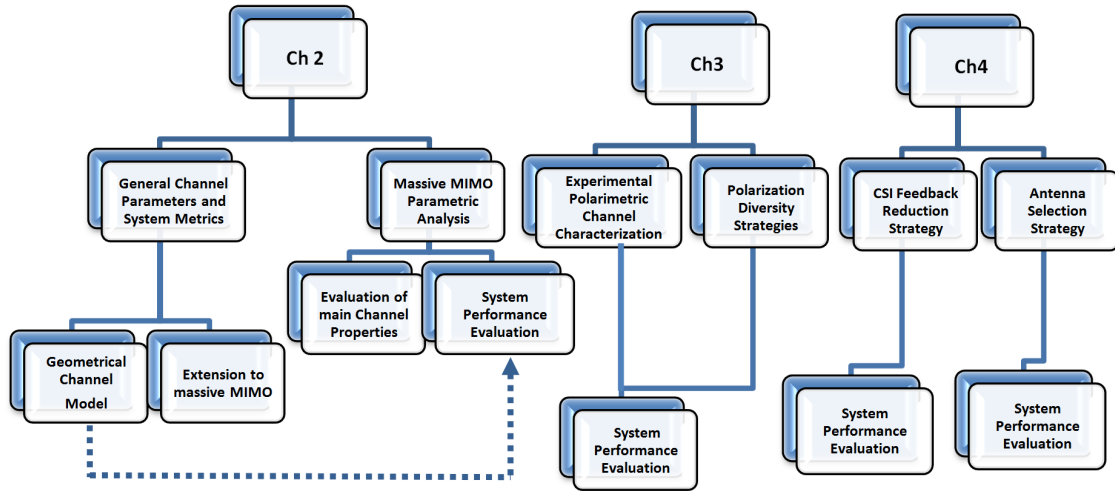 Ch 2
Ch3
Ch4
General Channel
Parameters and
System Metrics
Massive MIMO
Parametric
Analysis
Experimental
Polarimetric
Channel
Characterization
Polarization
Diversity
Strategies
CSI Feedback
Reduction
Strategy
Antenna
Selection
Strategy
Evaluation of
main Channel
Properties
System
Performance
Evaluation
Geometrical
Channel
Model
Extension to
massive MIMO
System
Performance
Evaluation
System
Performance
Evaluation
System
Performance
Evaluation